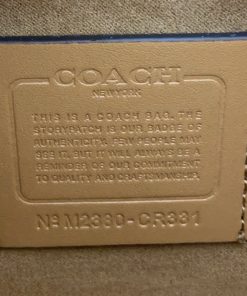 COACH
NEW YORK
THIS IS A COACH BAG. THE
STORYPATCH IS OUR BADGE OF
AUTHENTICITY. FEW PEOPLE MAY
SEE IT, BUT IT WILL ALWAYS BE A
REMINDER OF OUR COMMITMENT
TO QUALITY AND CRAFTSMANSHIP.
Nº M2380-CR331